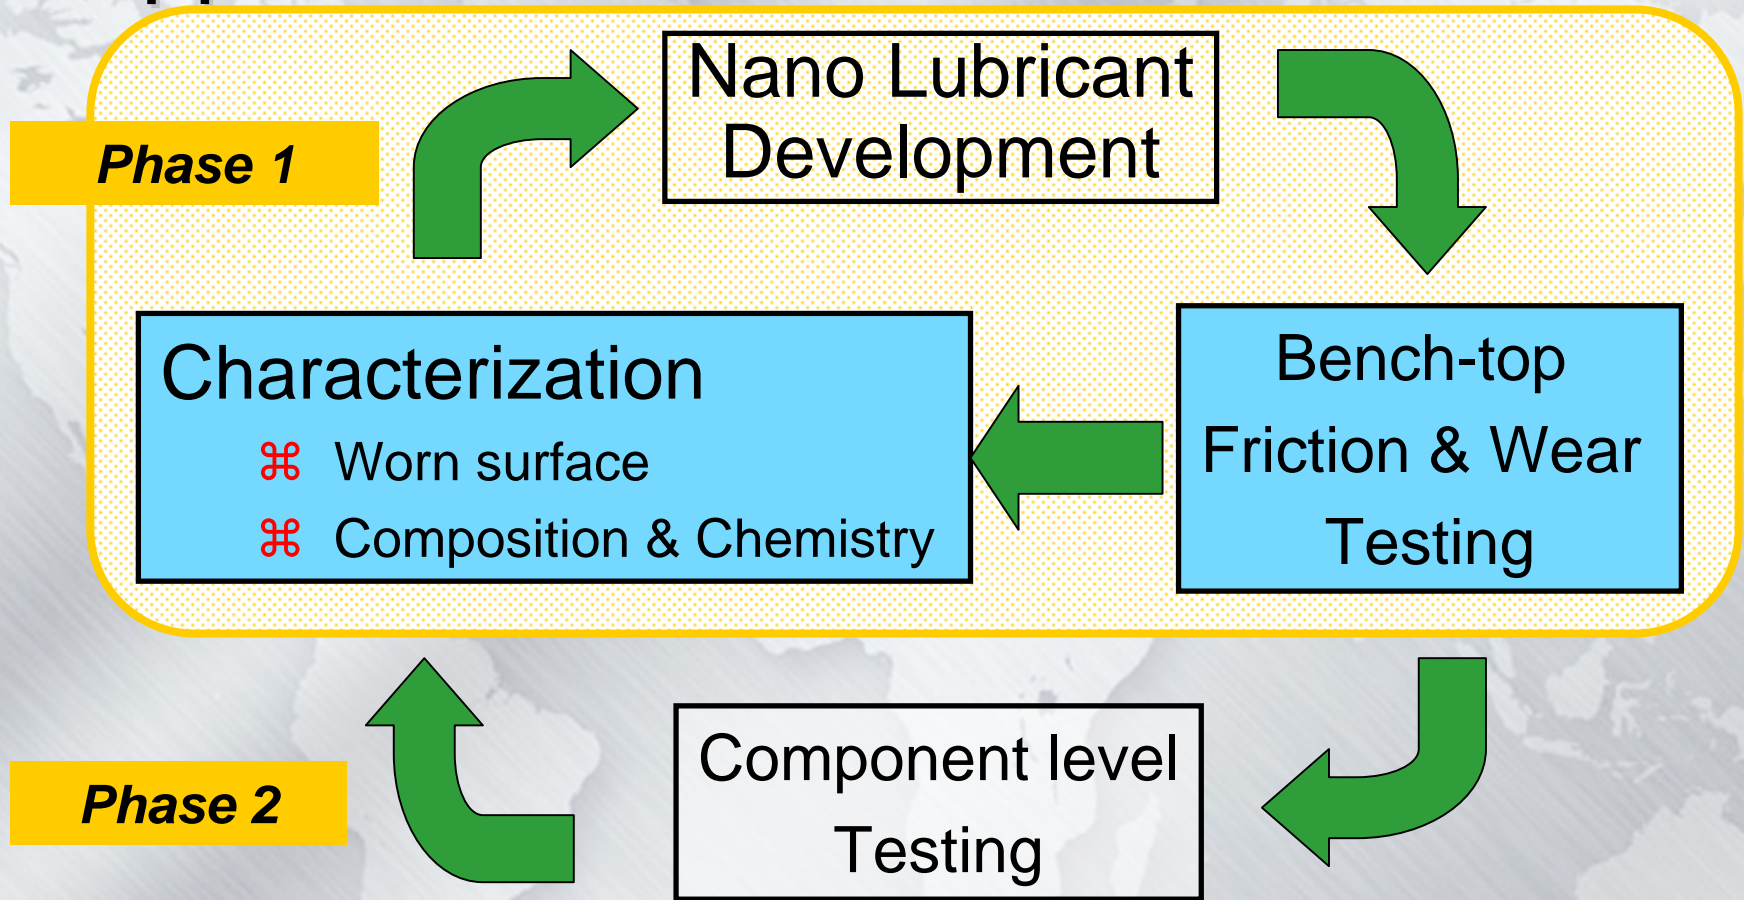 Nano Lubricant
Development
Phase 1
Characterization
⌘ Worn surface
⌘ Composition & Chemistry
Bench-top
Friction & Wear
Testing
Component level
Testing
Phase 2